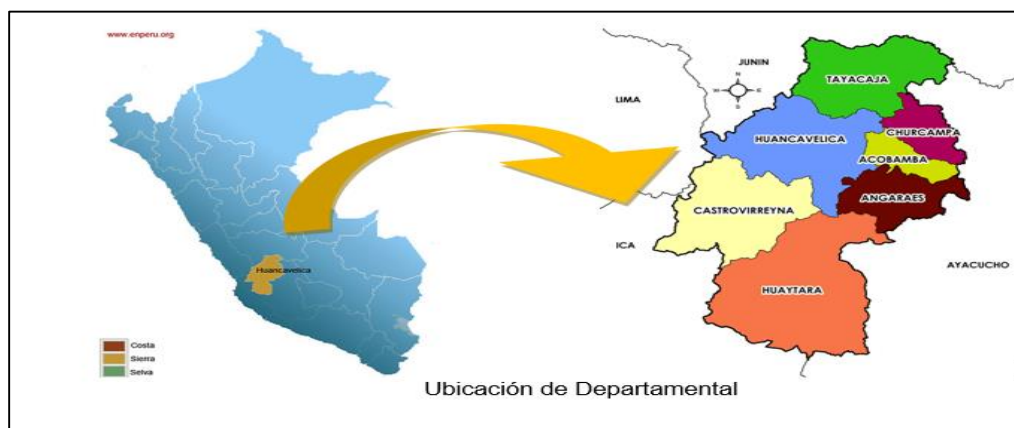 www.enperu.org
Huancavelica
Costa
Sierra
Selva
JUNIN
N
W E
S
LIMA
TAYACAJA
HUANCAVELICA
CHURCAMPA
ACOBAMBA
ANGARAES
CASTROVIRREYNA
ICA
AYACUCHO
HUAYTARA
Ubicación de Departamental